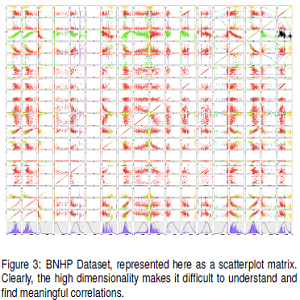 Figure 3: BNHP Dataset, represented here as a scatterplot matrix.
Clearly, the high dimensionality makes it difficult to understand and
find meaningful correlations.